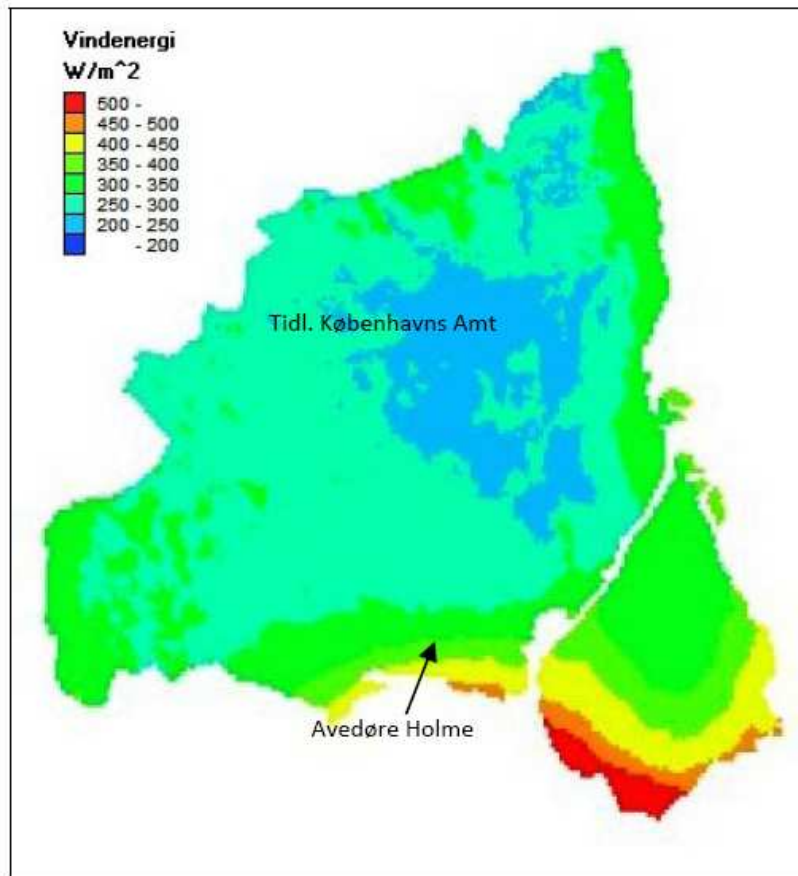 Vindenergi
W/m^2
500 -
450 - 500
400 - 450
350 - 400
300 - 350
250 - 300
200 - 250
- 200
Tidl. Københavns Amt
Avedøre Holme